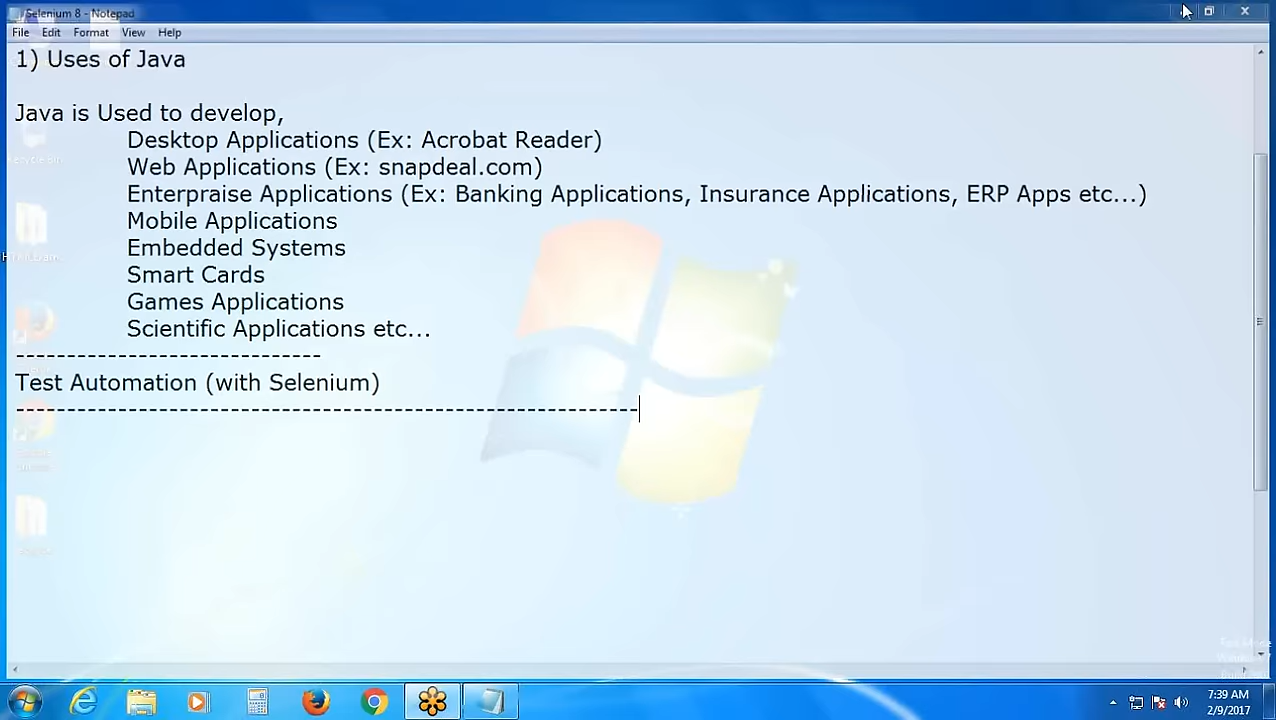 Selenium 8 - Notepad
File Edit Format View Help
1) Uses of Java
Java is Used to develop,
Desktop Applications (Ex: Acrobat Reader)
Web Applications (Ex: snapdeal.com)
Enterpraise Applications (Ex: Banking Applications, Insurance Applications, ERP Apps etc...)
Mobile Applications
Embedded Systems
Smart Cards
Games Applications
Scientific Applications etc...
-----------------------------
Test Automation (with Selenium)
-----------------------------------------------------------
7:39 AM
2/9/2017